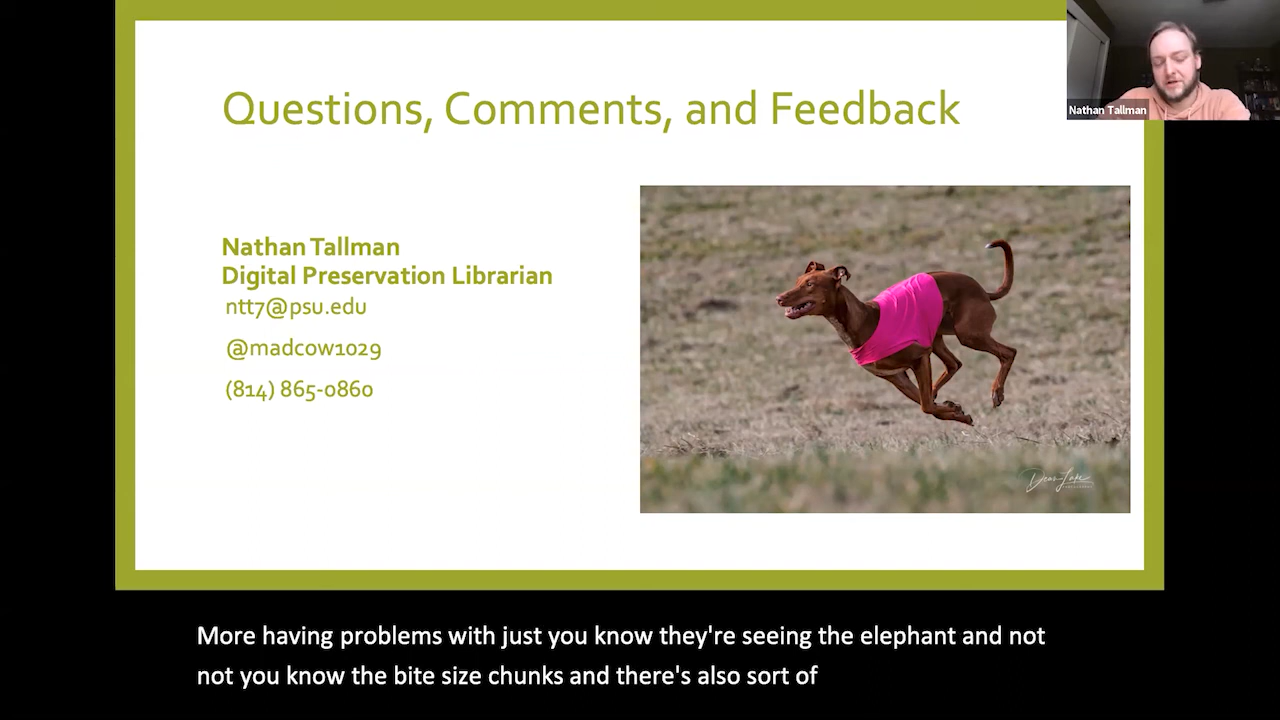 Questions, Comments, and Feedback
Nathan Tallman
Nathan Tallman
Digital Preservation Librarian
ntt7@psu.edu
@madcow1029
(814) 865-0860
More having problems with just you know they're seeing the elephant and not
not you know the bite size chunks and there's also sort of